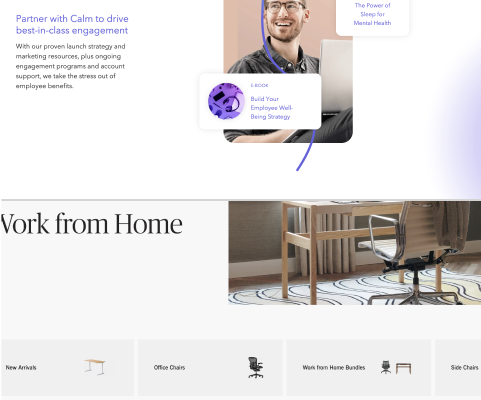 Partner with Calm to drive
best-in-class engagement
With our proven launch strategy and
marketing resources, plus ongoing
engagement programs and account
support, we take the stress out of
employee benefits.
The Power of
Sleep for
Mental Health
E-BOOK
Build Your
Employee Well-
Being Strategy
Work from Home
New Arrivals
Office Chairs
Work from Home Bundles
Side Chairs